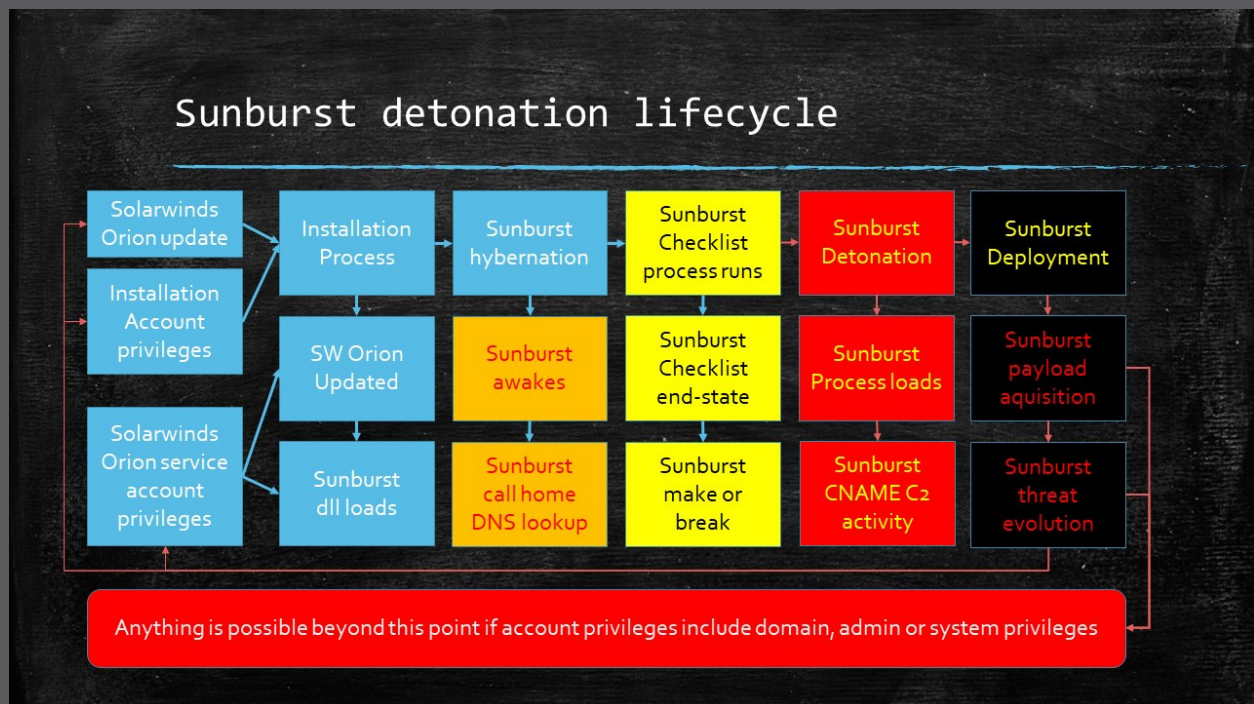 Sunburst detonation lifecycle
Solarwinds
Orion update
Installation
Account
privileges
Solarwinds
Orion service
account
privileges
Installation
Process
SW Orion
Updated
Sunburst
dll loads
Sunburst
hybernation
Sunburst
awakes
Sunburst
call home
DNS lookup
Sunburst
Checklist
process runs
Sunburst
Checklist
end-state
Sunburst
make or
break
Sunburst
Detonation
Sunburst
Process loads
Sunburst
CNAME C2
activity
Sunburst
Deployment
Sunburst
payload
aquisition
Sunburst
threat
evolution
Anything is possible beyond this point if account privileges include domain, admin or system privileges